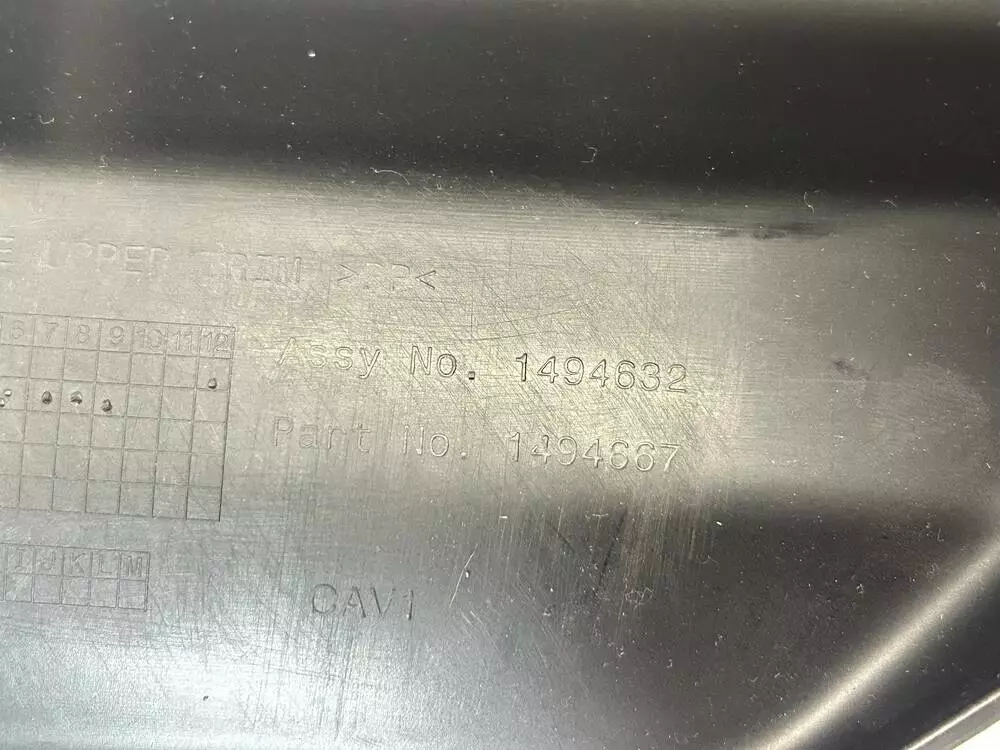 E UPPER TRIM >PP<
6 7 8 9 10 11 12
Assy No. 1494632
Part No. 1494667
I J K L M
CAV1